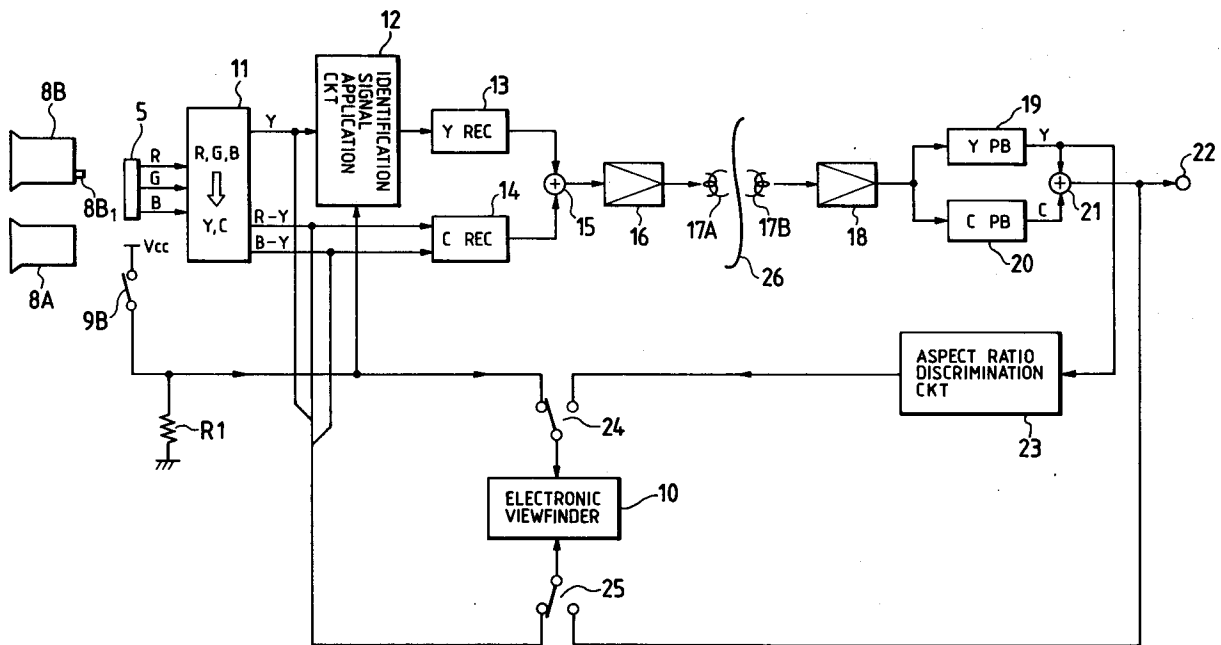 12
11
IDENTIFICATION
SIGNAL
APPLICATION
CKT
13
19
8B
5
Y
Y REC
Y PB
Y
22
R
G
B
R,G,B
Y,C
8B1
14
15
16
17A
17B
18
21
R-Y
B-Y
C REC
C PB
C
20
26
Vcc
8A
9B
ASPECT RATIO
DISCRIMINATION
CKT
R1
24
23
ELECTRONIC
VIEWFINDER
10
25